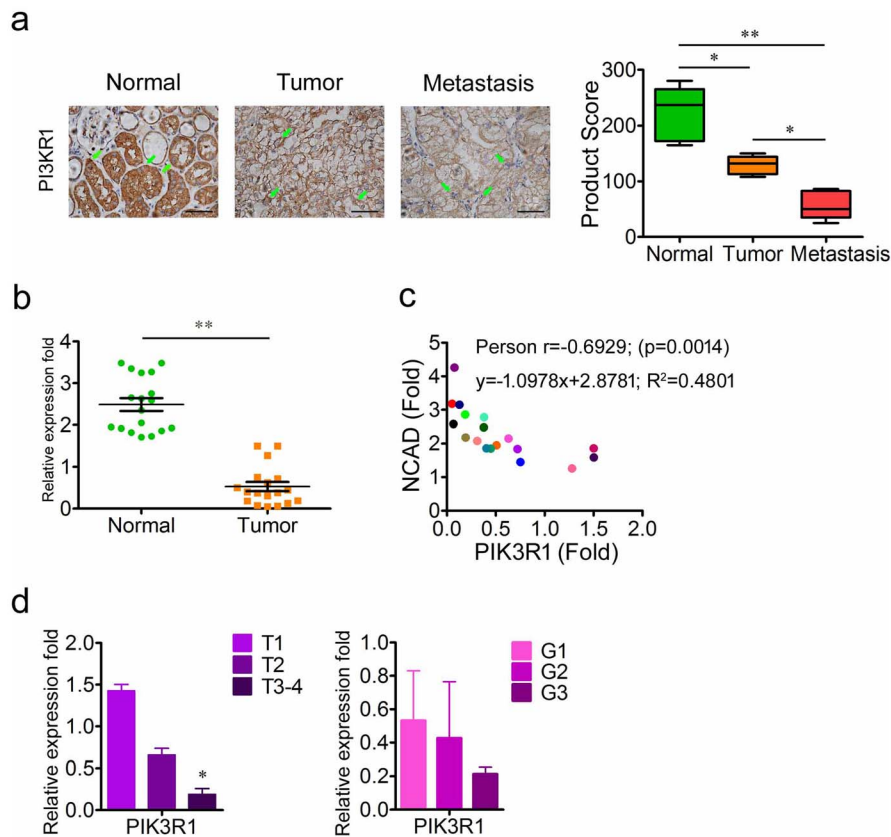 a
Normal
Tumor
Metastasis
PI3KR1
Product Score
300
200
100
0
**
*
*
Normal
Tumor
Metastasis
b
Relative expression fold
4
3
2
1
0
**
Normal
Tumor
c
NCAD (Fold)
5
4
3
2
1
0
Person r=-0.6929; (p=0.0014)
y=-1.0978x+2.8781; R²=0.4801
0.0 0.5 1.0 1.5 2.0
PIK3R1 (Fold)
d
Relative expression fold
2.0
1.5
1.0
0.5
0.0
T1
T2
T3-4
*
PIK3R1
Relative expression fold
1.0
0.8
0.6
0.4
0.2
0.0
G1
G2
G3
PIK3R1